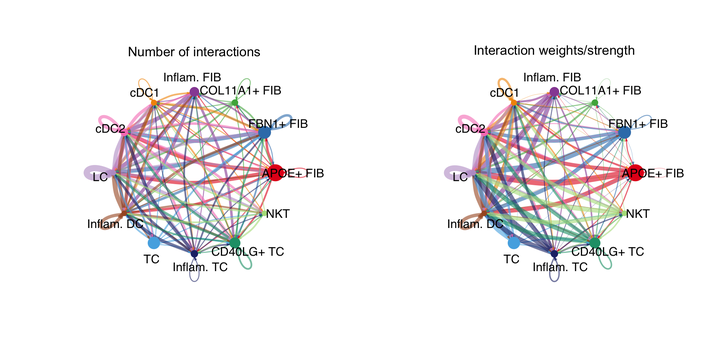 Number of interactions
Inflam. FIB
COL11A1+ FIB
cDC1
FBN1+ FIB
cDC2
APOE+ FIB
LC
NKT
Inflam. DC
CD40LG+ TC
TC
Inflam. TC
Interaction weights/strength
Inflam. FIB
COL11A1+ FIB
cDC1
FBN1+ FIB
cDC2
APOE+ FIB
LC
NKT
Inflam. DC
CD40LG+ TC
TC
Inflam. TC